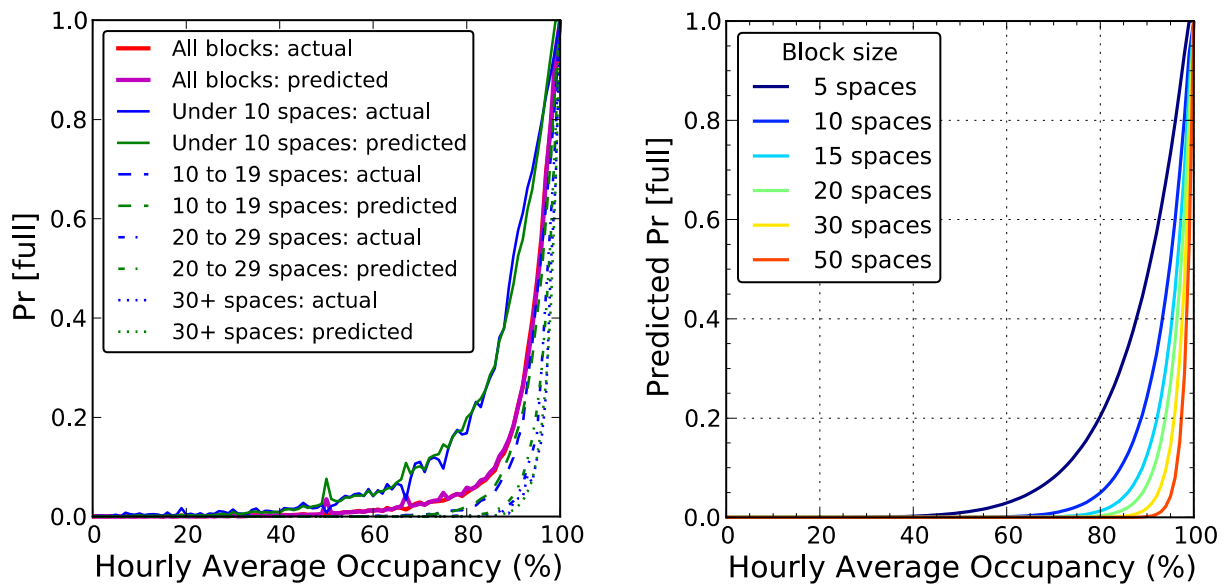 1.0
0.8
0.6
0.4
0.2
0.0
Pr [full]
All blocks: actual
All blocks: predicted
Under 10 spaces: actual
Under 10 spaces: predicted
10 to 19 spaces: actual
10 to 19 spaces: predicted
20 to 29 spaces: actual
20 to 29 spaces: predicted
30+ spaces: actual
30+ spaces: predicted
0 20 40 60 80 100
Hourly Average Occupancy (%)
1.0
0.8
0.6
0.4
0.2
0.0
Predicted Pr [full]
Block size
5 spaces
10 spaces
15 spaces
20 spaces
30 spaces
50 spaces
0 20 40 60 80 100
Hourly Average Occupancy (%)